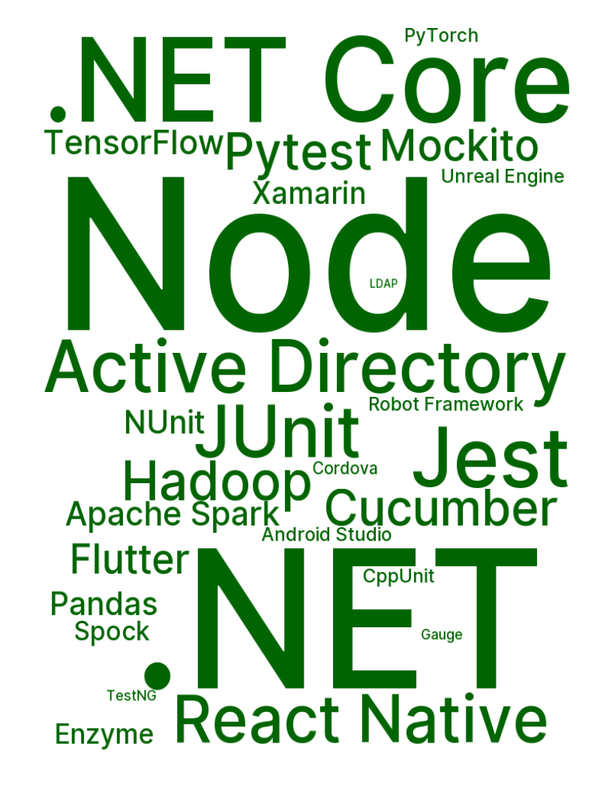 PyTorch
.NET Core
TensorFlow
Pytest
Mockito
Unreal Engine
Xamarin
Node
LDAP
Active Directory
Robot Framework
NUnit
JUnit
Jest
Cordova
Hadoop
Cucumber
Apache Spark
Android Studio
Flutter
.NET
CppUnit
Pandas
Spock
Gauge
TestNG
React Native
Enzyme